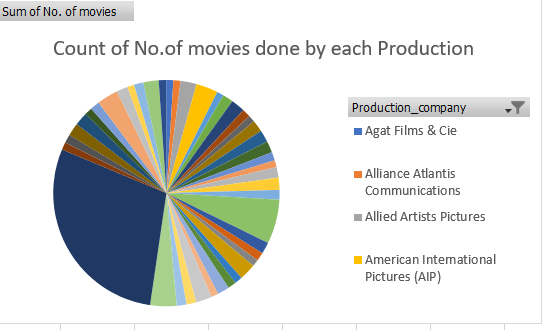 Sum of No. of movies
Count of No.of movies done by each Production
Production_company
Agat Films & Cie
Alliance Atlantis
Communications
Allied Artists Pictures
American International
Pictures (AIP)